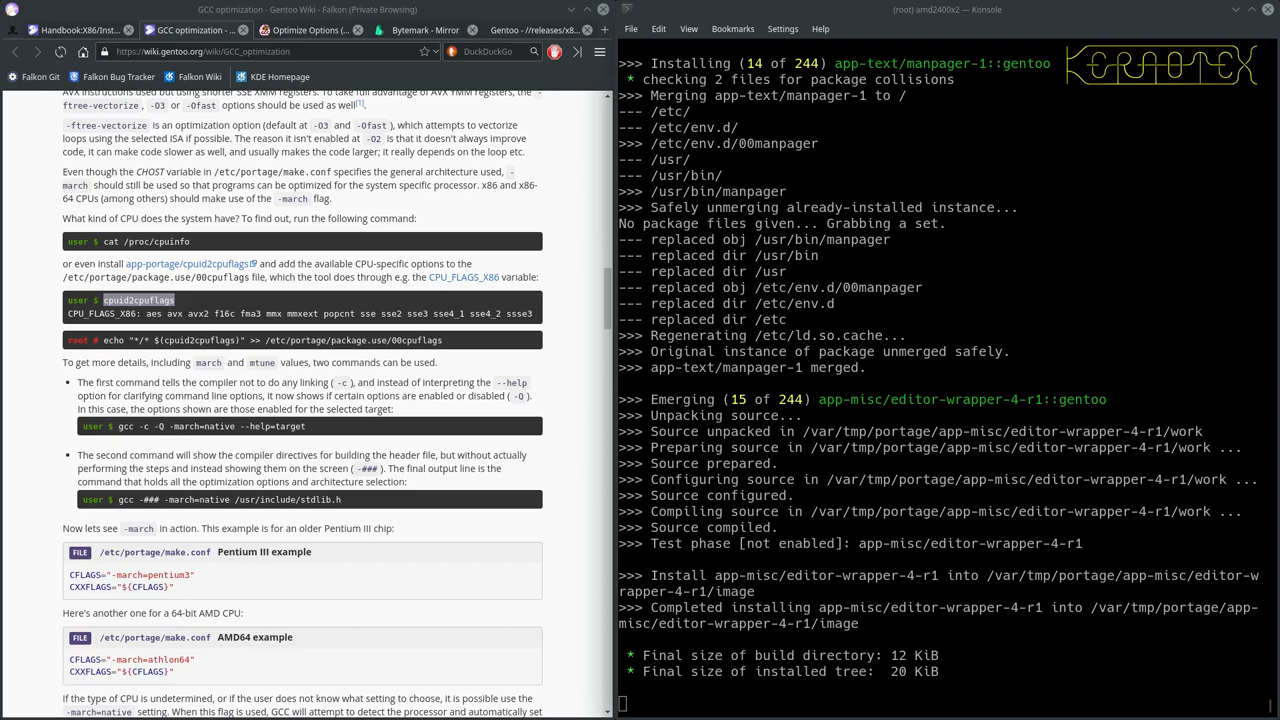 GCC optimization - Gentoo Wiki - Falkon (Private Browsing)
Handbook:X86/Inst...
GCC optimization - ...
Optimize Options (...
Bytemark - Mirror
Gentoo - //releases/x8...
https://wiki.gentoo.org/wiki/GCC_optimization
DuckDuckGo
Falkon Git
Falkon Bug Tracker
Falkon Wiki
KDE Homepage
AVX instructions used but using shorter SSE XMM registers. To take full advantage of AVX YMM registers, the -
ftree-vectorize, -O3 or -Ofast options should be used as well[1].
-ftree-vectorize is an optimization option (default at -O3 and -Ofast), which attempts to vectorize
loops using the selected ISA if possible. The reason it isn't enabled at -O2 is that it doesn't always improve
code, it can make code slower as well, and usually makes the code larger; it really depends on the loop etc.
Even though the CHOST variable in /etc/portage/make.conf specifies the general architecture used, -
march should still be used so that programs can be optimized for the system specific processor. x86 and x86-
64 CPUs (among others) should make use of the -march flag.
What kind of CPU does the system have? To find out, run the following command:
user $ cat /proc/cpuinfo
or even install app-portage/cpuid2cpuflags and add the available CPU-specific options to the
/etc/portage/package.use/00cpuflags file, which the tool does through e.g. the CPU_FLAGS_X86 variable:
user $ cpuid2cpuflags
CPU_FLAGS_X86: aes avx avx2 f16c fma3 mmx mmxext popcnt sse sse2 sse3 sse4_1 sse4_2 ssse3
root # echo "*/* $(cpuid2cpuflags)" >> /etc/portage/package.use/00cpuflags
To get more details, including march and mtune values, two commands can be used.
• The first command tells the compiler not to do any linking (-c), and instead of interpreting the --help
option for clarifying command line options, it now shows if certain options are enabled or disabled (-Q).
In this case, the options shown are those enabled for the selected target:
user $ gcc -c -Q -march=native --help=target
• The second command will show the compiler directives for building the header file, but without actually
performing the steps and instead showing them on the screen (-###). The final output line is the
command that holds all the optimization options and architecture selection:
user $ gcc -### -march=native /usr/include/stdlib.h
Now lets see -march in action. This example is for an older Pentium III chip:
FILE /etc/portage/make.conf Pentium III example
CFLAGS="-march=pentium3"
CXXFLAGS="${CFLAGS}"
Here's another one for a 64-bit AMD CPU:
FILE /etc/portage/make.conf AMD64 example
CFLAGS="-march=athlon64"
CXXFLAGS="${CFLAGS}"
If the type of CPU is undetermined, or if the user does not know what setting to choose, it is possible use the
-march=native setting. When this flag is used, GCC will attempt to detect the processor and automatically set
(root) amd2400x2 — Konsole
File Edit View Bookmarks Settings Help
KERNOTEX
>>> Installing (14 of 244) app-text/manpager-1::gentoo
* checking 2 files for package collisions
>>> Merging app-text/manpager-1 to /
--- /etc/
--- /etc/env.d/
>>> /etc/env.d/00manpager
--- /usr/
--- /usr/bin/
>>> /usr/bin/manpager
>>> Safely unmerging already-installed instance...
No package files given... Grabbing a set.
--- replaced obj /usr/bin/manpager
--- replaced dir /usr/bin
--- replaced dir /usr
--- replaced obj /etc/env.d/00manpager
--- replaced dir /etc/env.d
--- replaced dir /etc
>>> Regenerating /etc/ld.so.cache...
>>> Original instance of package unmerged safely.
>>> app-text/manpager-1 merged.
>>> Emerging (15 of 244) app-misc/editor-wrapper-4-r1::gentoo
>>> Unpacking source...
>>> Source unpacked in /var/tmp/portage/app-misc/editor-wrapper-4-r1/work
>>> Preparing source in /var/tmp/portage/app-misc/editor-wrapper-4-r1/work ...
>>> Source prepared.
>>> Configuring source in /var/tmp/portage/app-misc/editor-wrapper-4-r1/work ...
>>> Source configured.
>>> Compiling source in /var/tmp/portage/app-misc/editor-wrapper-4-r1/work ...
>>> Source compiled.
>>> Test phase [not enabled]: app-misc/editor-wrapper-4-r1
>>> Install app-misc/editor-wrapper-4-r1 into /var/tmp/portage/app-misc/editor-w
rapper-4-r1/image
>>> Completed installing app-misc/editor-wrapper-4-r1 into /var/tmp/portage/app-
misc/editor-wrapper-4-r1/image
* Final size of build directory: 12 KiB
* Final size of installed tree: 20 KiB